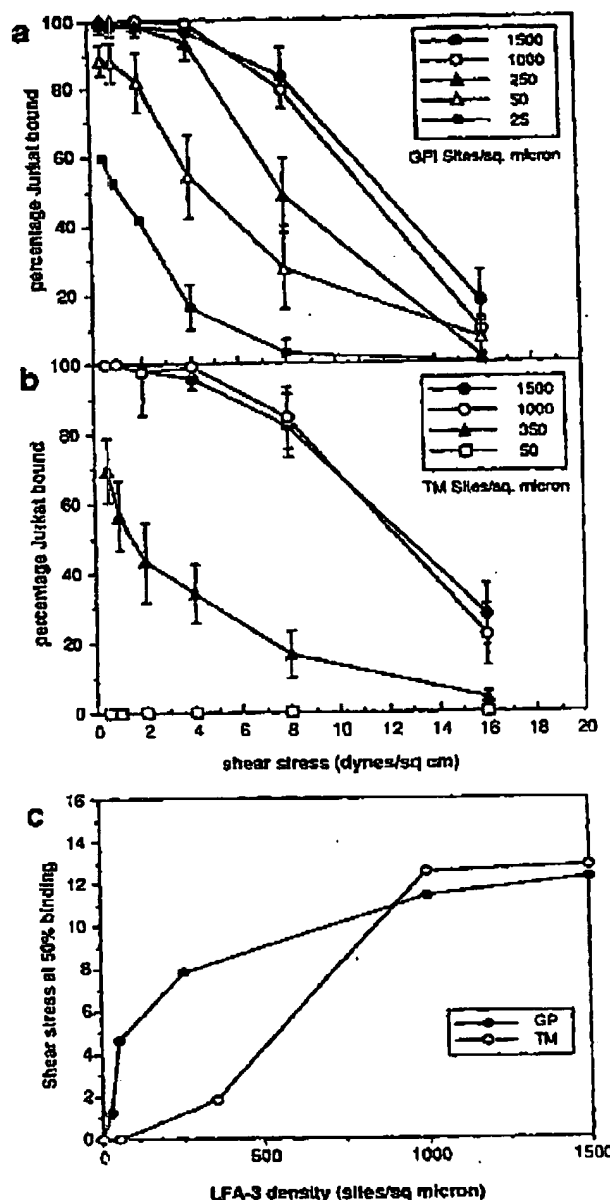 a
100
80
60
40
20
percentage Jurkat bound
1500
1000
250
50
25
GPI Sites/sq. micron
b
100
80
60
40
20
0
percentage Jurkat bound
1500
1000
350
50
TM Sites/sq. micron
0 2 4 6 8 10 12 14 16 18 20
shear stress (dynes/sq cm)
c
16
14
12
10
8
6
4
2
0
Shear stress at 50% binding
GP
TM
0 500 1000 1500
LFA-3 density (sites/sq micron)